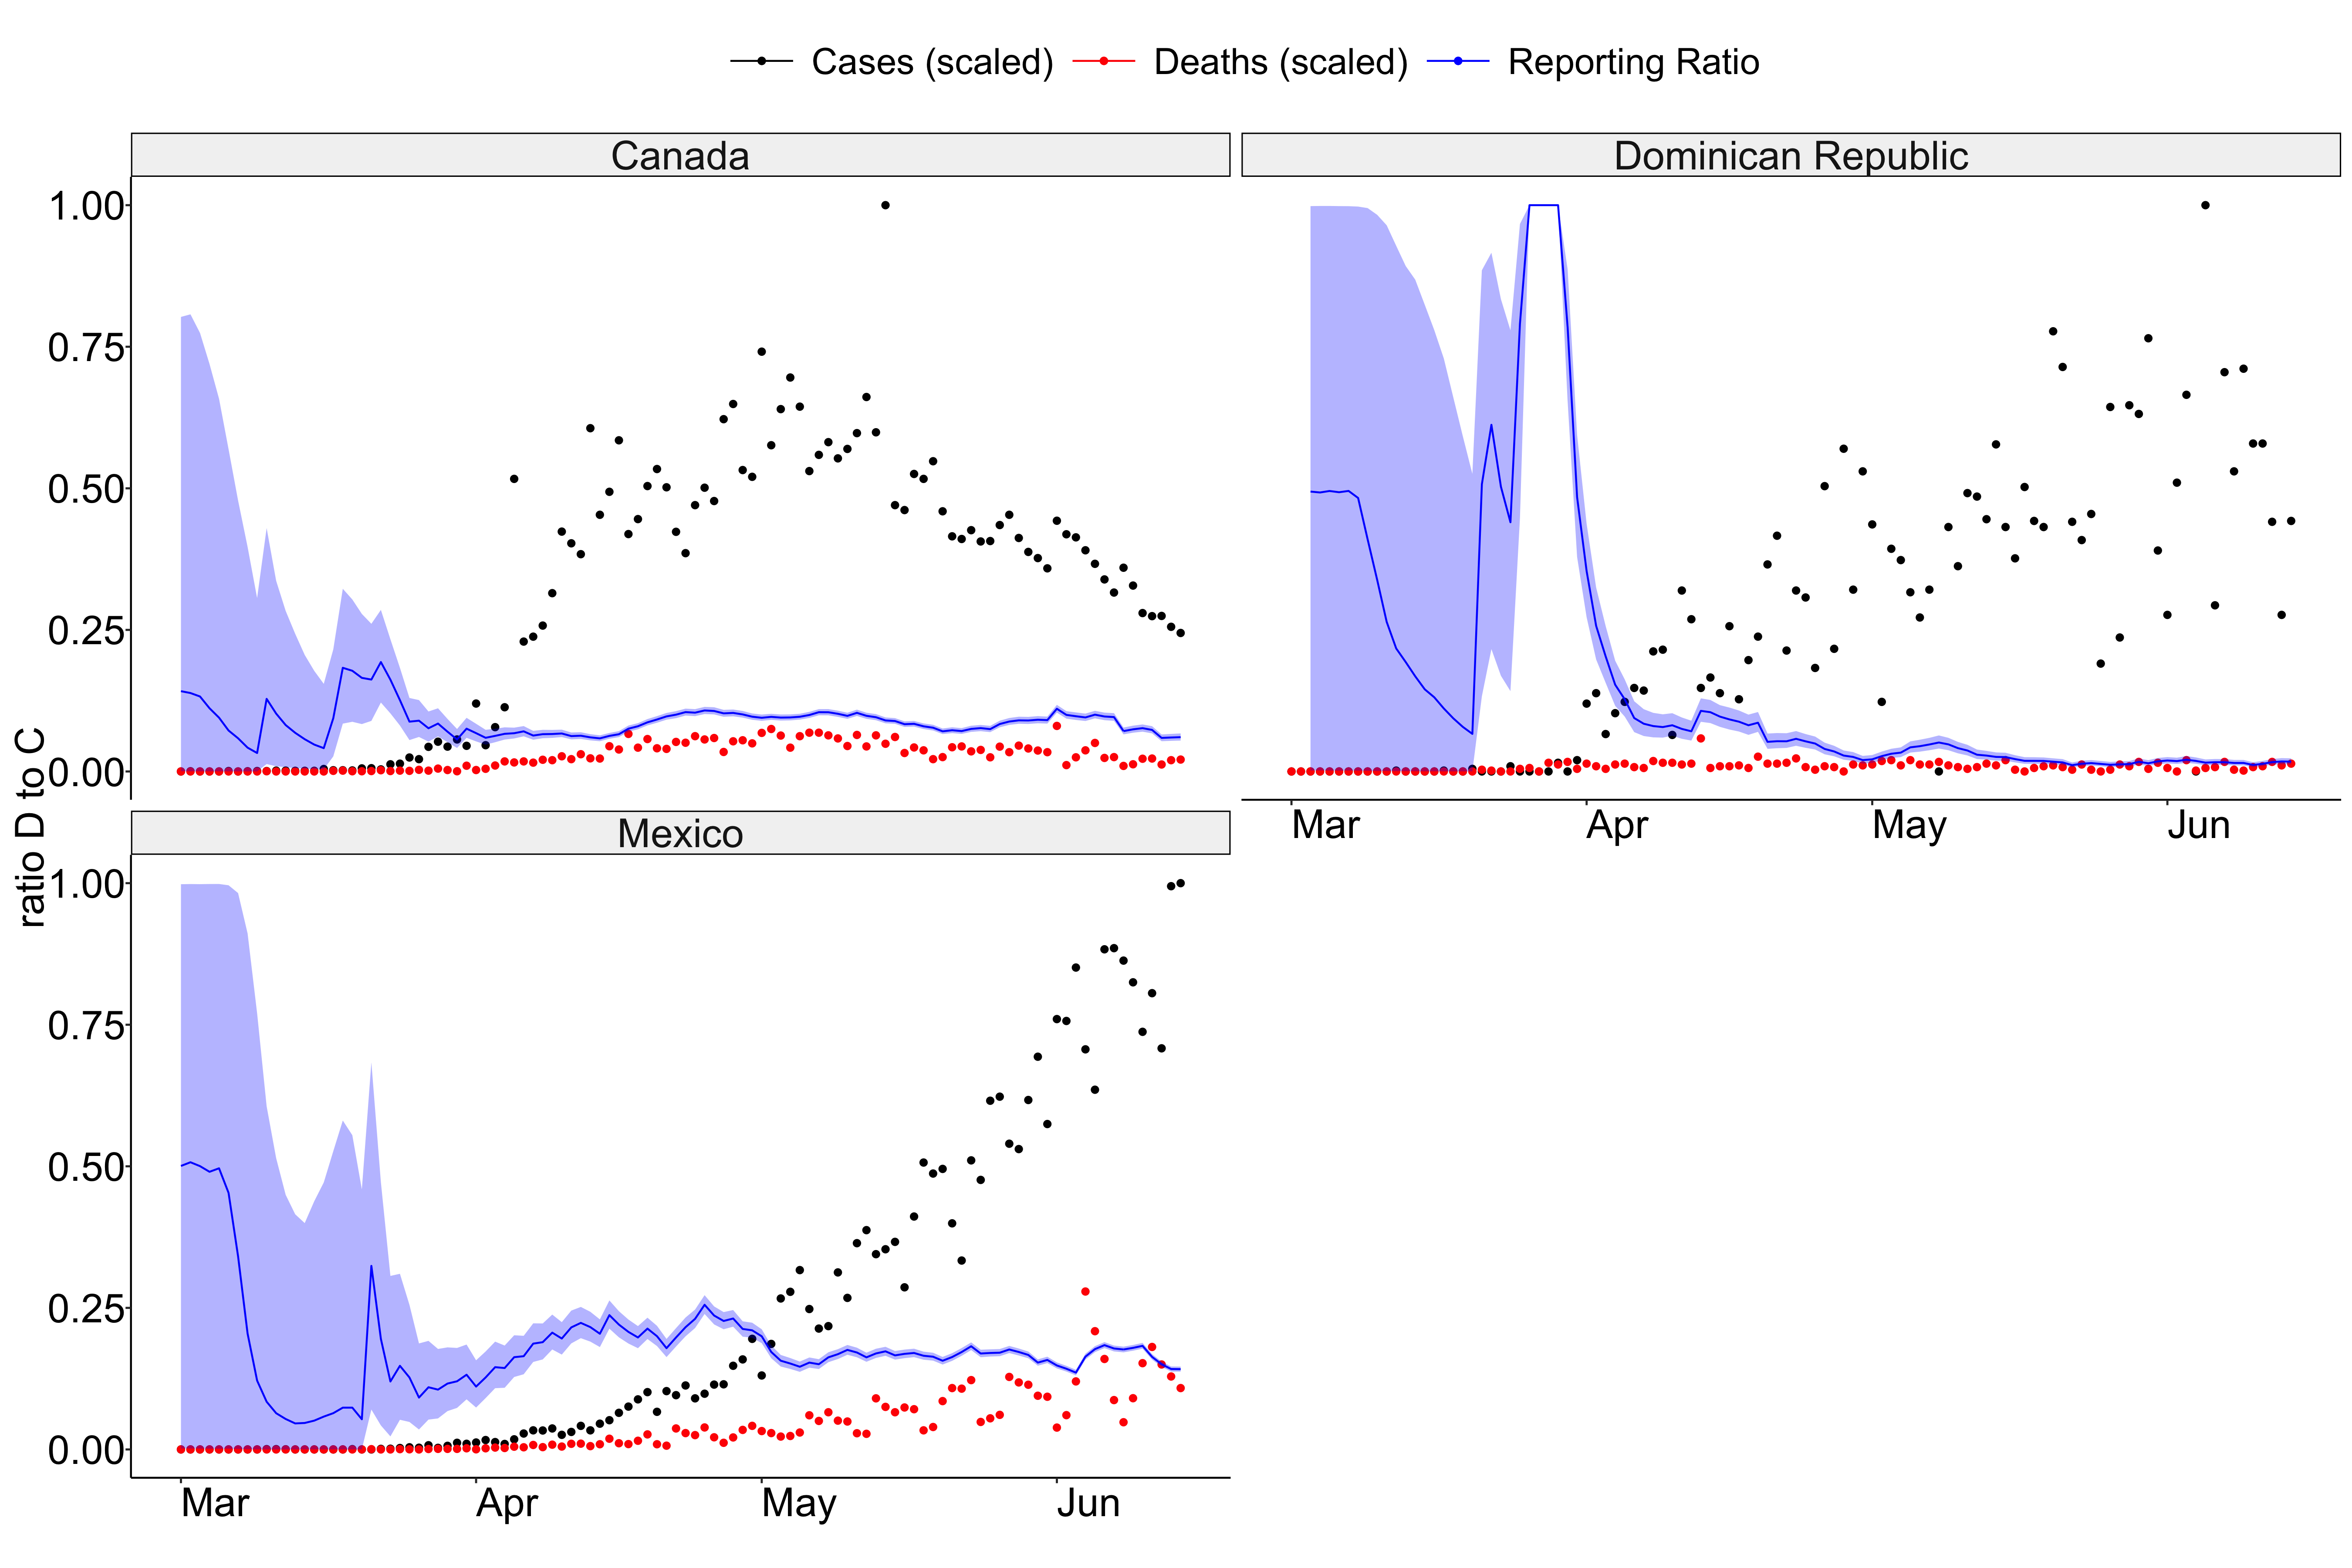 Cases (scaled) Deaths (scaled) Reporting Ratio
Canada
Dominican Republic
1.00
0.75
0.50
0.25
0.00
Mar Apr May Jun
ratio D to C
Mexico
1.00
0.75
0.50
0.25
0.00
Mar Apr May Jun